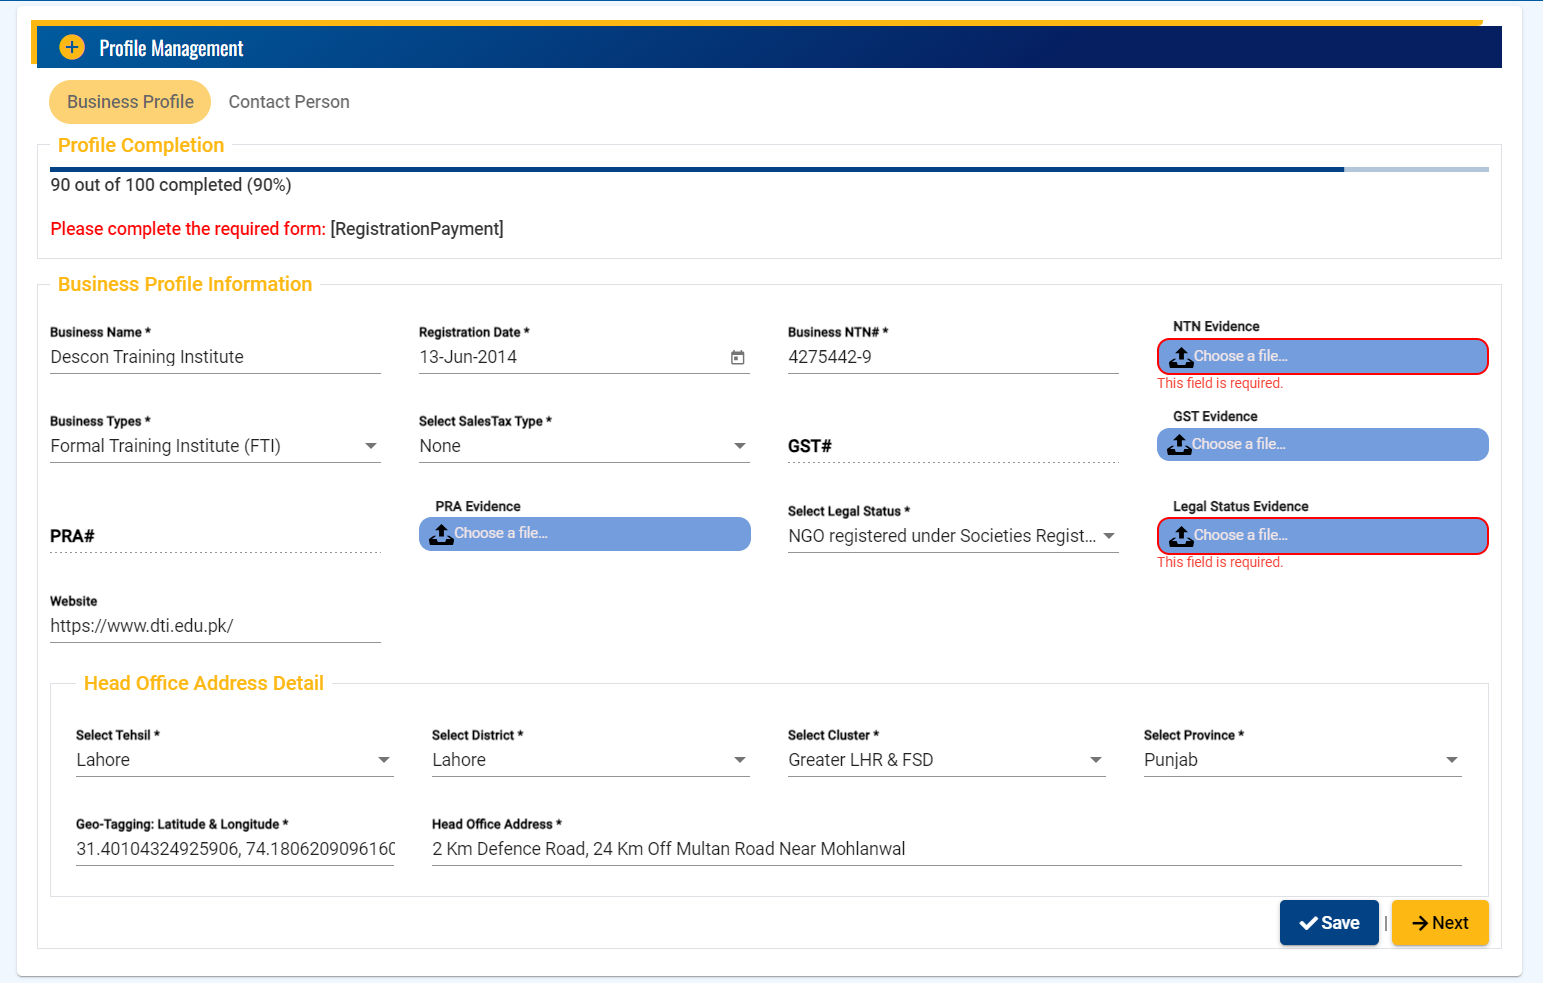 Profile Management
Business Profile Contact Person
Profile Completion
90 out of 100 completed (90%)
Please complete the required form: [RegistrationPayment]
Business Profile Information
Business Name * Registration Date * Business NTN# * NTN Evidence
Descon Training Institute 13-Jun-2014 4275442-9 Choose a file...
This field is required.
Business Types * Select SalesTax Type * GST Evidence
Formal Training Institute (FTI) None GST# Choose a file...
PRA Evidence Select Legal Status * Legal Status Evidence
PRA# Choose a file... NGO registered under Societies Regist... Choose a file...
This field is required.
Website
https://www.dti.edu.pk/
Head Office Address Detail
Select Tehsil * Select District * Select Cluster * Select Province *
Lahore Lahore Greater LHR & FSD Punjab
Geo-Tagging: Latitude & Longitude * Head Office Address *
31.40104324925906, 74.1806209096160 2 Km Defence Road, 24 Km Off Multan Road Near Mohlanwal
Save | Next